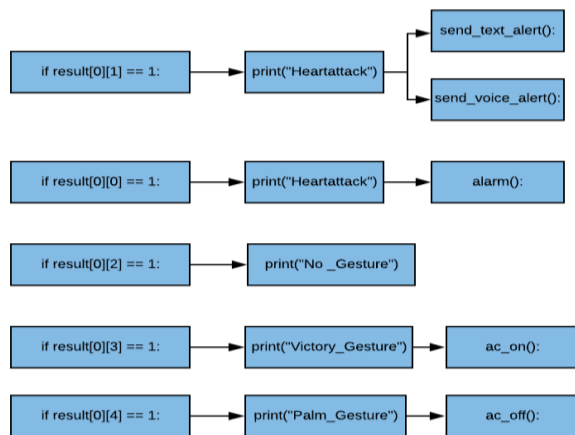 send_text_alert():
if result[0][1] == 1:
print("Heartattack")
send_voice_alert():
if result[0][0] == 1:
print("Heartattack")
alarm():
if result[0][2] == 1:
print("No _Gesture")
if result[0][3] == 1:
print("Victory_Gesture")
ac_on():
if result[0][4] == 1:
print("Palm_Gesture")
ac_off():